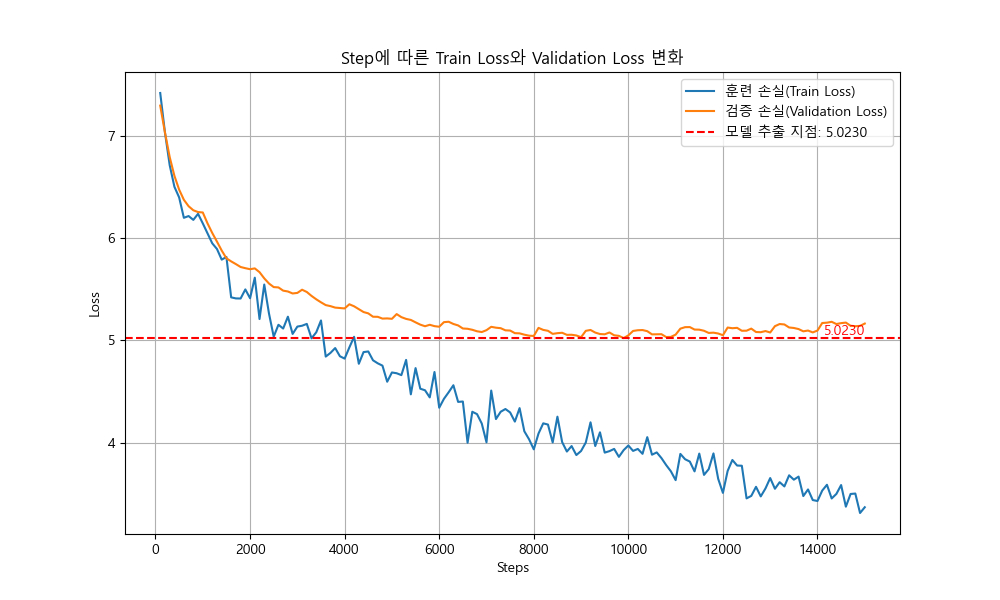 Step에 따른 Train Loss와 Validation Loss 변화
훈련 손실(Train Loss)
검증 손실(Validation Loss)
모델 추출 지점: 5.0230
7
6
5
4
Loss
5.0230
0 2000 4000 6000 8000 10000 12000 14000
Steps